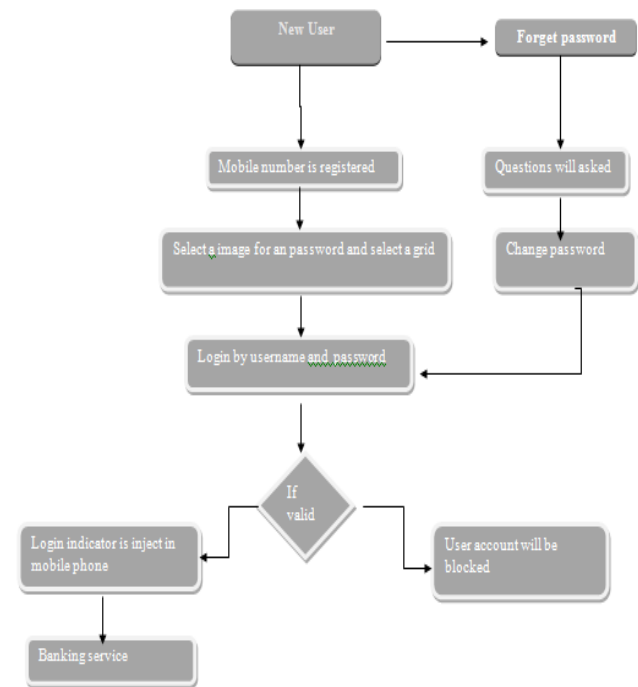 New User
Forget password
Mobile number is registered
Questions will asked
Select a image for an password and select a grid
Change password
Login by username and password
If
valid
Login indicator is inject in
mobile phone
User account will be
blocked
Banking service